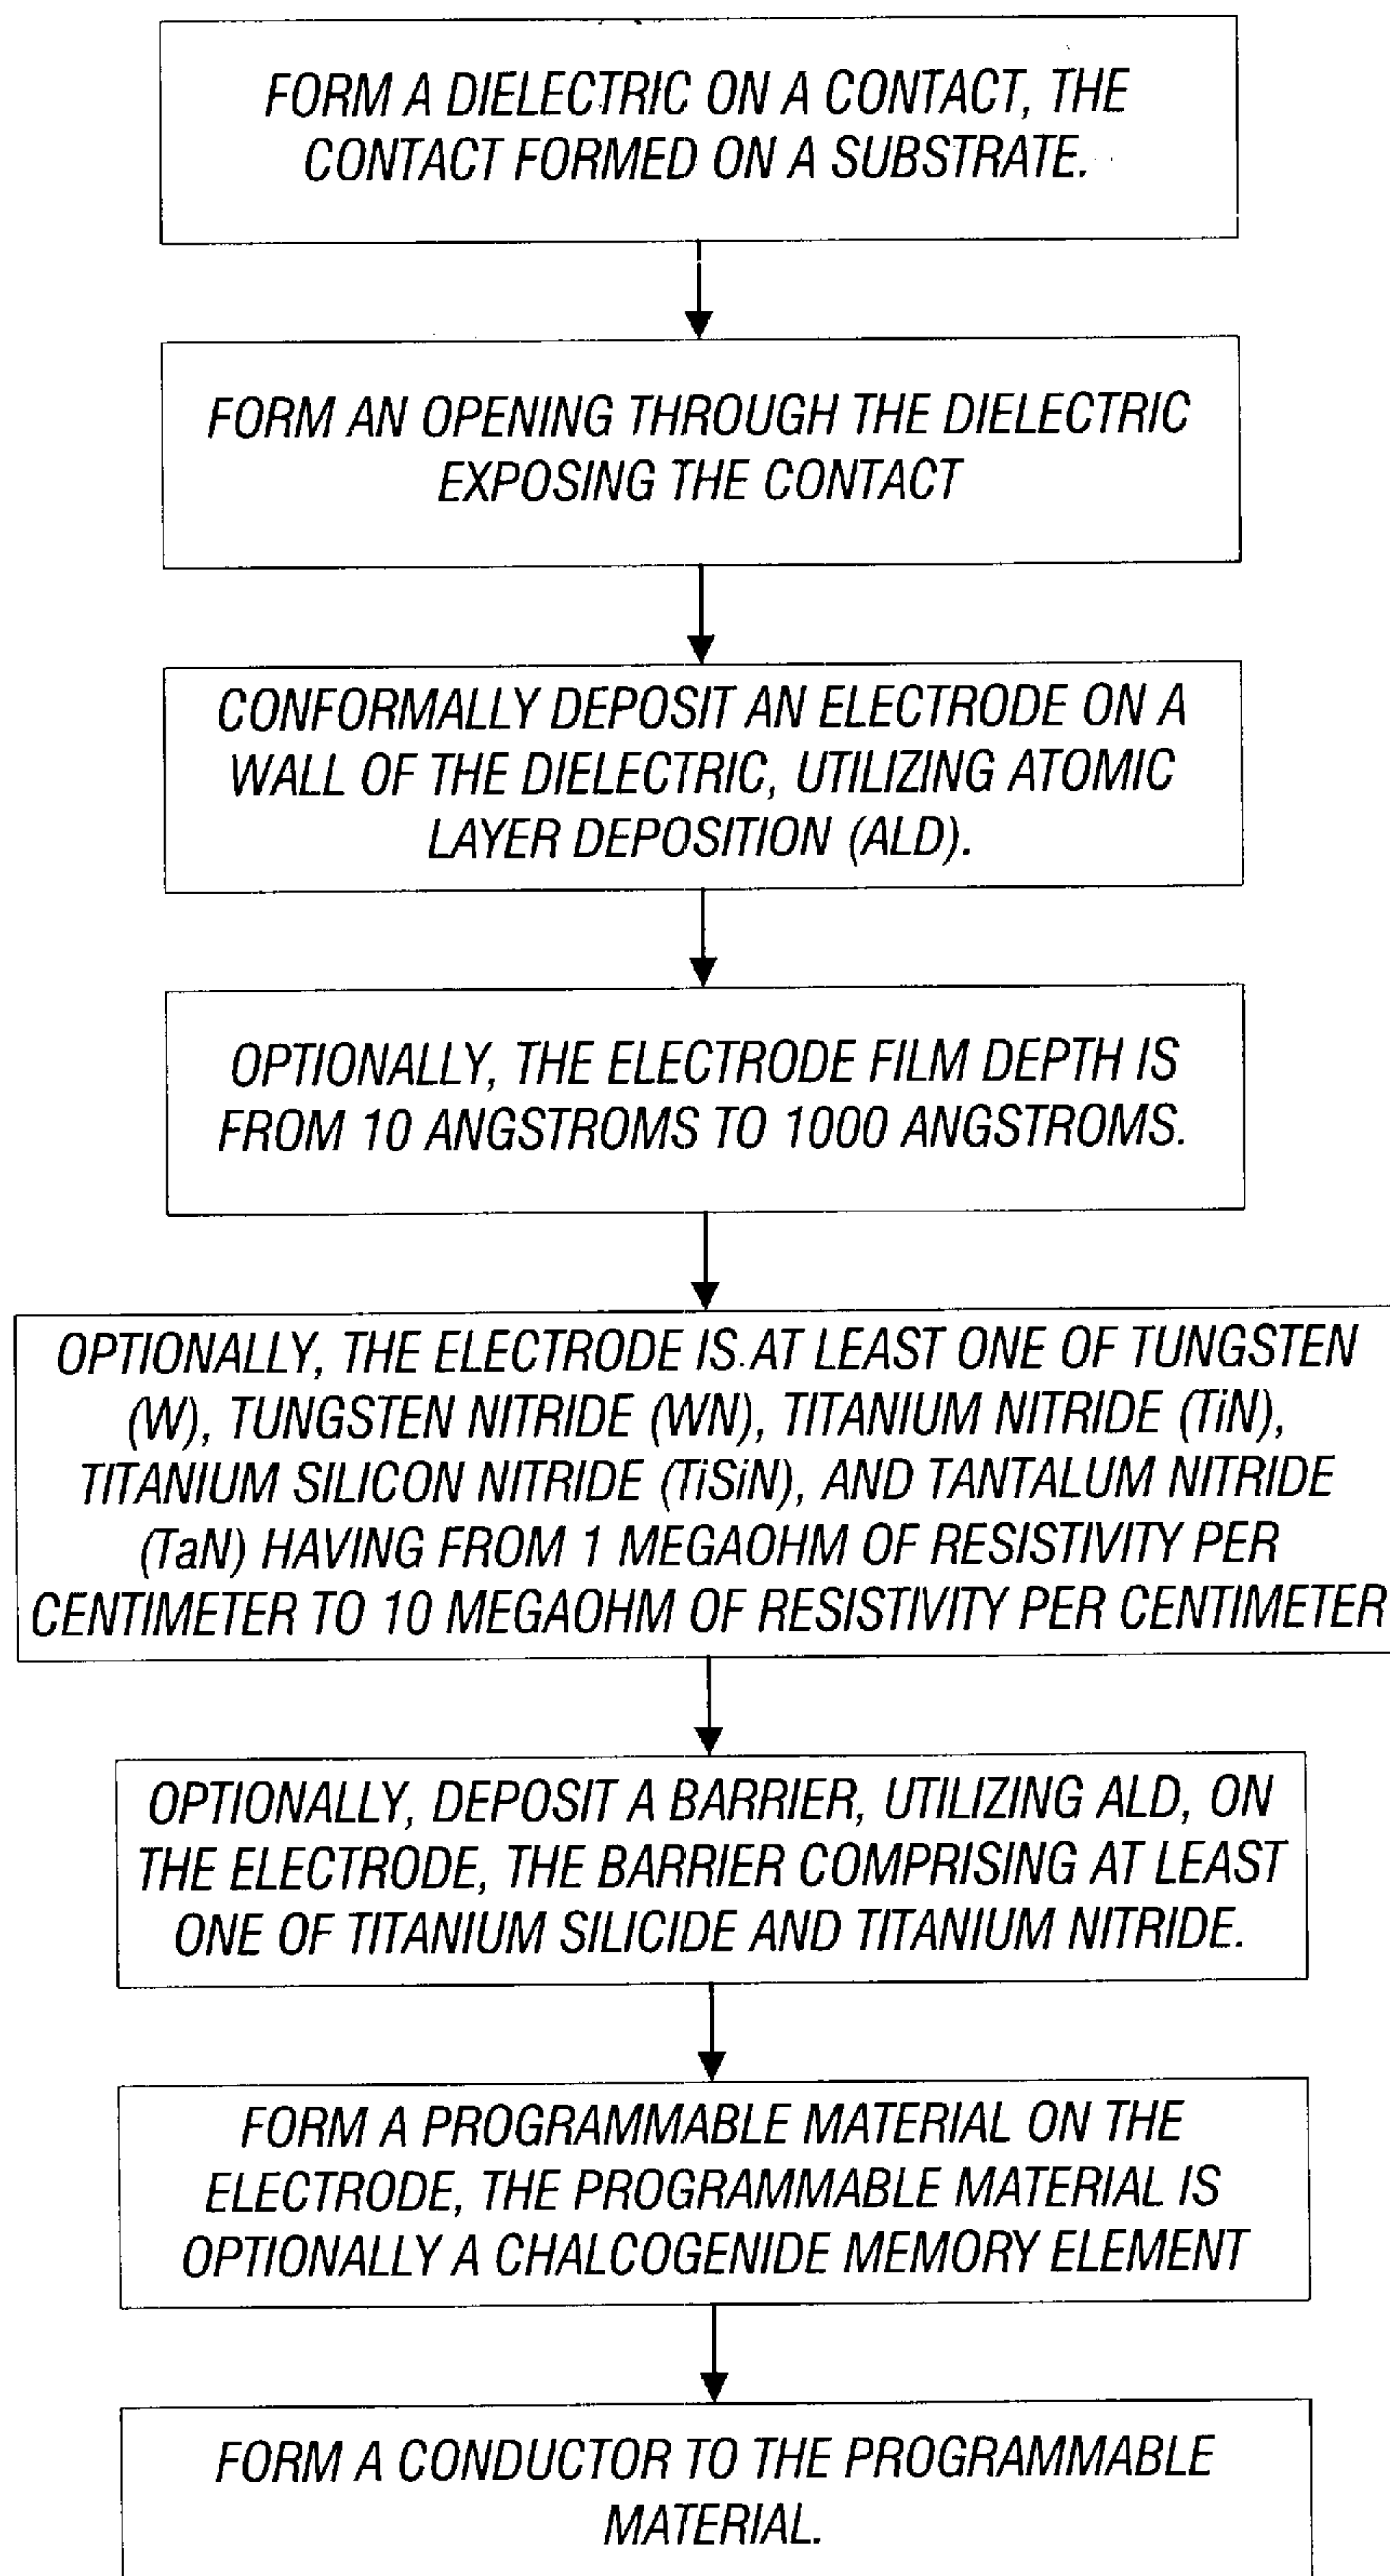 FORM A DIELECTRIC ON A CONTACT, THE
CONTACT FORMED ON A SUBSTRATE.
FORM AN OPENING THROUGH THE DIELECTRIC
EXPOSING THE CONTACT
CONFORMALLY DEPOSIT AN ELECTRODE ON A
WALL OF THE DIELECTRIC, UTILIZING ATOMIC
LAYER DEPOSITION (ALD).
OPTIONALLY, THE ELECTRODE FILM DEPTH IS
FROM 10 ANGSTROMS TO 1000 ANGSTROMS.
OPTIONALLY, THE ELECTRODE IS AT LEAST ONE OF TUNGSTEN
(W), TUNGSTEN NITRIDE (WN), TITANIUM NITRIDE (TiN),
TITANIUM SILICON NITRIDE (TiSiN), AND TANTALUM NITRIDE
(TaN) HAVING FROM 1 MEGAOHM OF RESISTIVITY PER
CENTIMETER TO 10 MEGAOHM OF RESISTIVITY PER CENTIMETER
OPTIONALLY, DEPOSIT A BARRIER, UTILIZING ALD, ON
THE ELECTRODE, THE BARRIER COMPRISING AT LEAST
ONE OF TITANIUM SILICIDE AND TITANIUM NITRIDE.
FORM A PROGRAMMABLE MATERIAL ON THE
ELECTRODE, THE PROGRAMMABLE MATERIAL IS
OPTIONALLY A CHALCOGENIDE MEMORY ELEMENT
FORM A CONDUCTOR TO THE PROGRAMMABLE
MATERIAL.